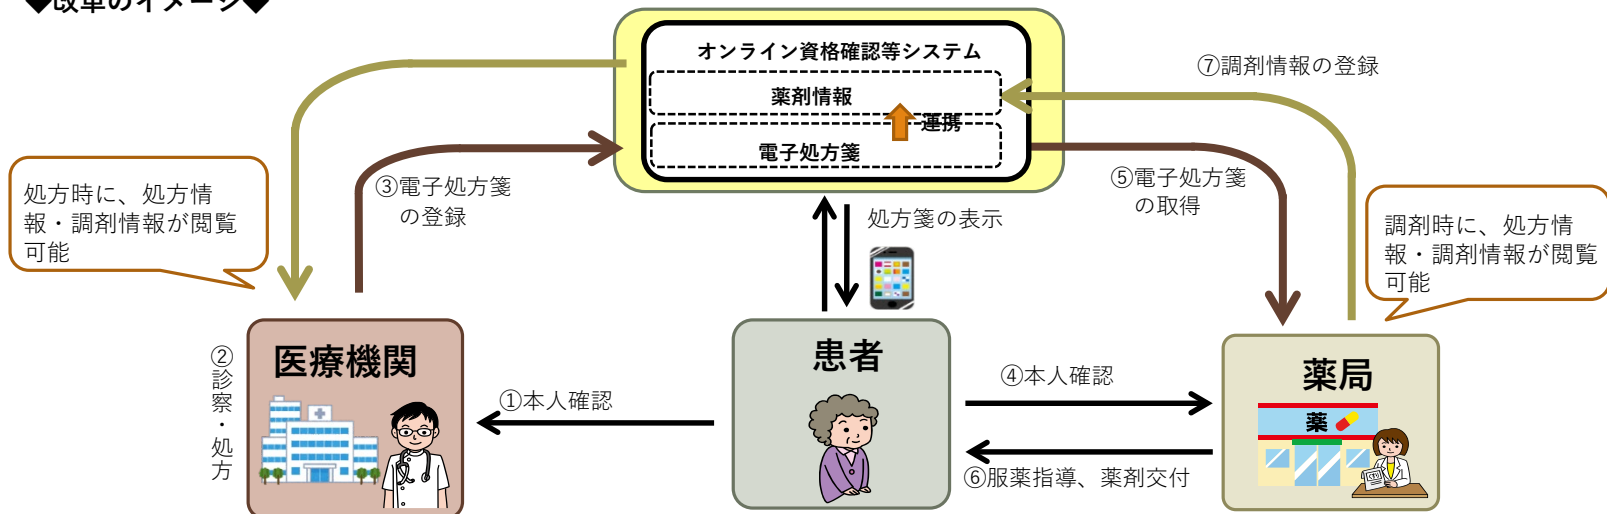 ◆改革のイメージ◆
オンライン資格確認等システム
薬剤情報
連携
電子処方箋
⑦調剤情報の登録
③電子処方箋
の登録
⑤電子処方箋
の取得
処方時に、処方情
報・調剤情報が閲覧
可能
処方箋の表示
調剤時に、処方情
報・調剤情報が閲覧
可能
②診察・処方
医療機関
①本人確認
患者
④本人確認
⑥服薬指導、薬剤交付
薬局
薬